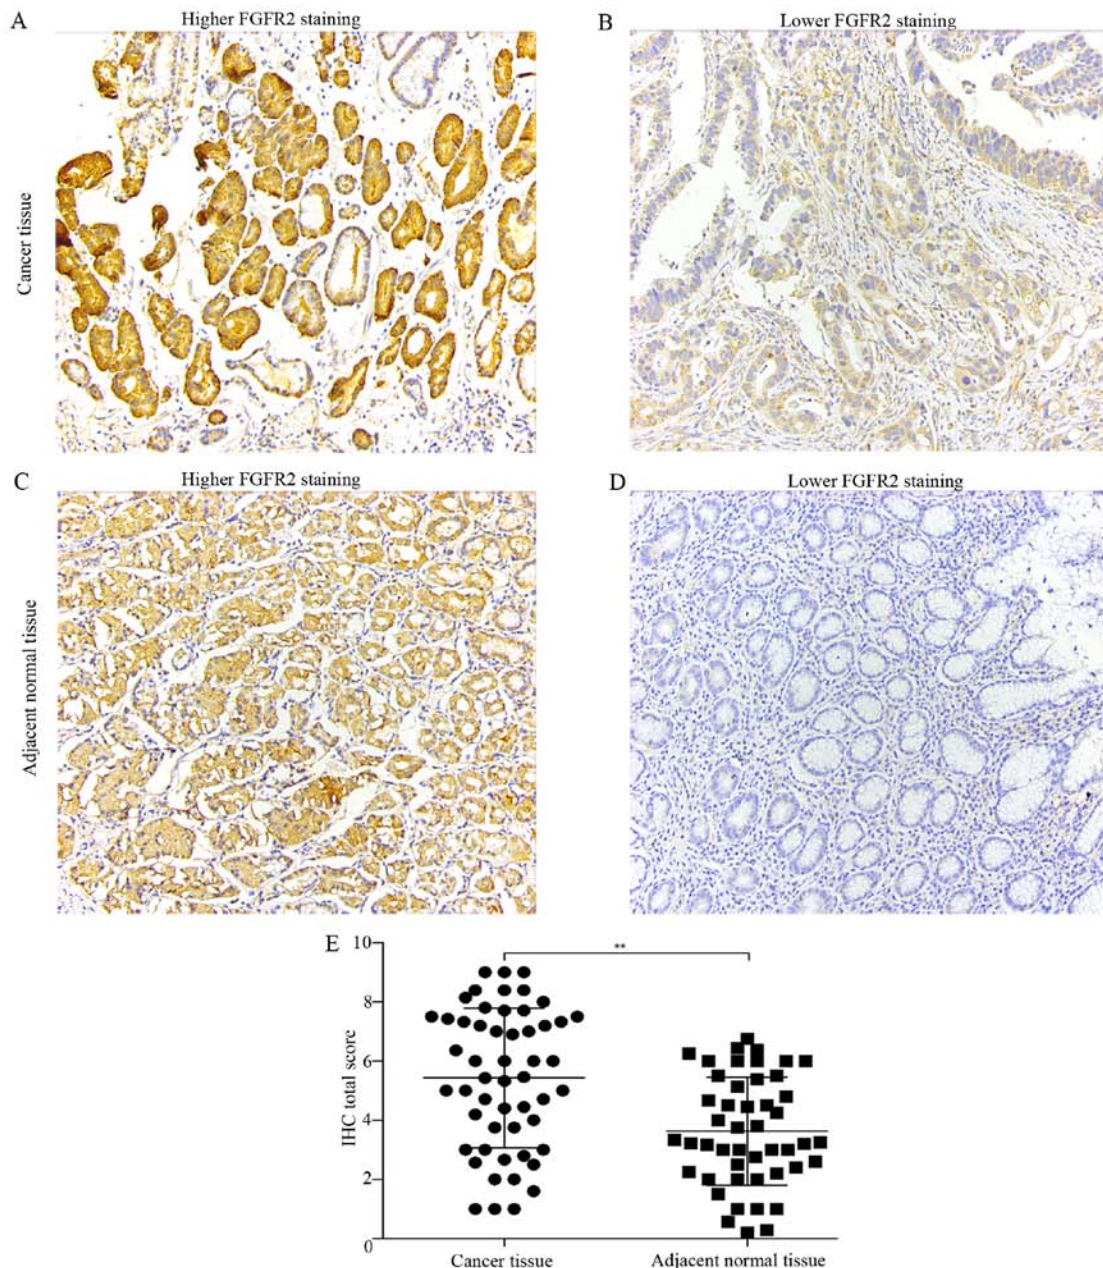 A
Higher FGFR2 staining
B
Lower FGFR2 staining
Cancer tissue
C
Higher FGFR2 staining
D
Lower FGFR2 staining
Adjacent normal tissue
E
**
10
8
6
4
2
0
IHC total score
Cancer tissue
Adjacent normal tissue